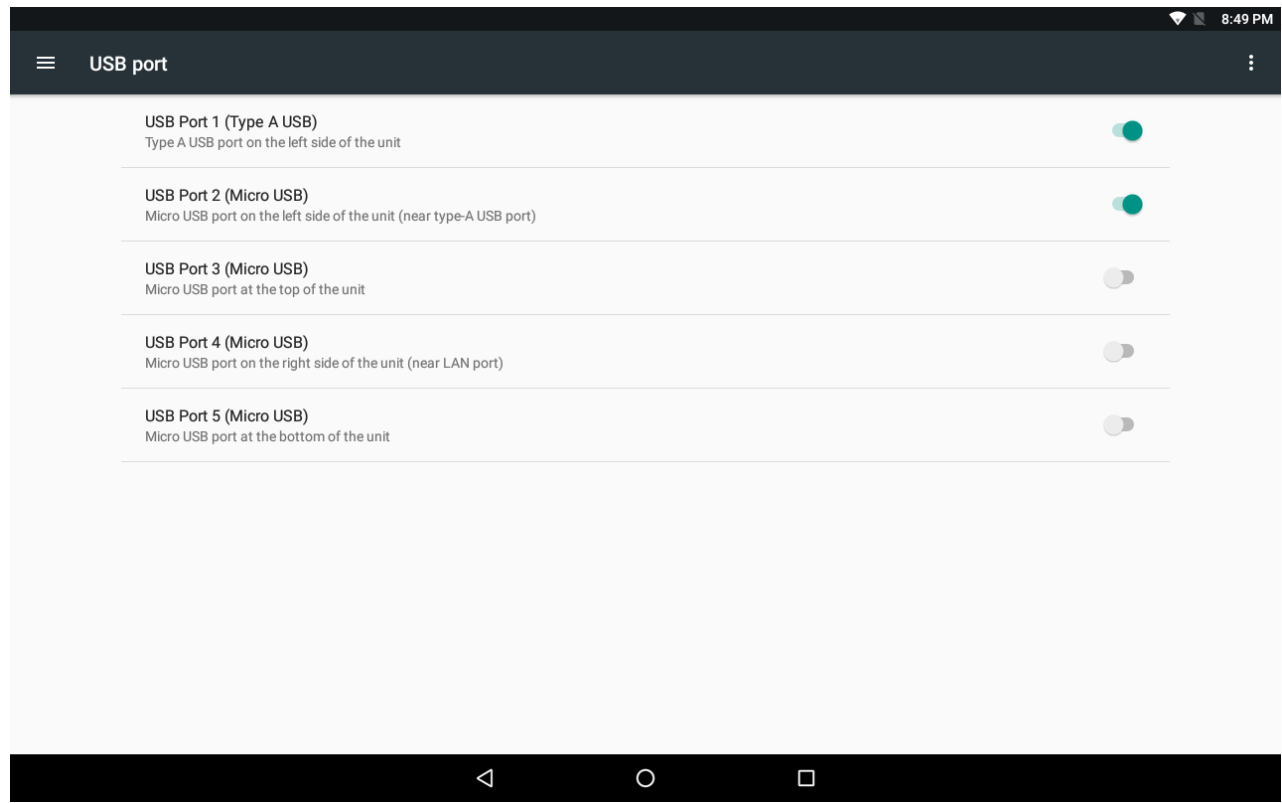 8:49 PM
USB port
USB Port 1 (Type A USB)
Type A USB port on the left side of the unit
USB Port 2 (Micro USB)
Micro USB port on the left side of the unit (near type-A USB port)
USB Port 3 (Micro USB)
Micro USB port at the top of the unit
USB Port 4 (Micro USB)
Micro USB port on the right side of the unit (near LAN port)
USB Port 5 (Micro USB)
Micro USB port at the bottom of the unit